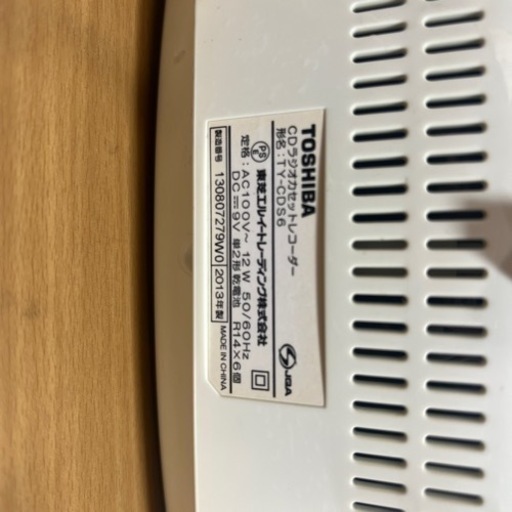 TOSHIBA
CDラジオカセットレコーダー
形名：TY-CDS6
PSE 東芝エルイートレーディング株式会社
定格：AC100V～ 12W 50/60Hz
DC⎓9V 単2形乾電池 R14×6個
製造番号 130807279W0 2013年製 MADE IN CHINA
JQA